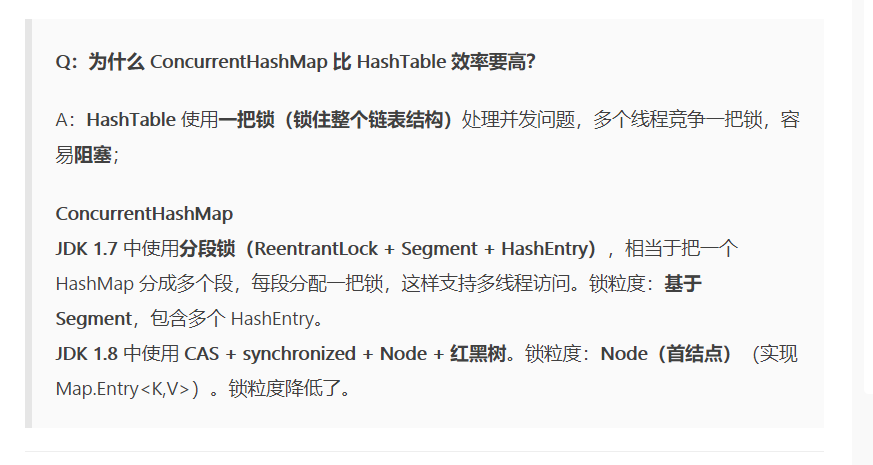 Q：为什么 ConcurrentHashMap 比 HashTable 效率要高？
A：HashTable 使用一把锁（锁住整个链表结构）处理并发问题，多个线程竞争一把锁，容
易阻塞；
ConcurrentHashMap
JDK 1.7 中使用分段锁（ReentrantLock + Segment + HashEntry），相当于把一个
HashMap 分成多个段，每段分配一把锁，这样支持多线程访问。锁粒度：基于
Segment，包含多个 HashEntry。
JDK 1.8 中使用 CAS + synchronized + Node + 红黑树。锁粒度：Node（首结点）（实现
Map.Entry<K,V>）。锁粒度降低了。